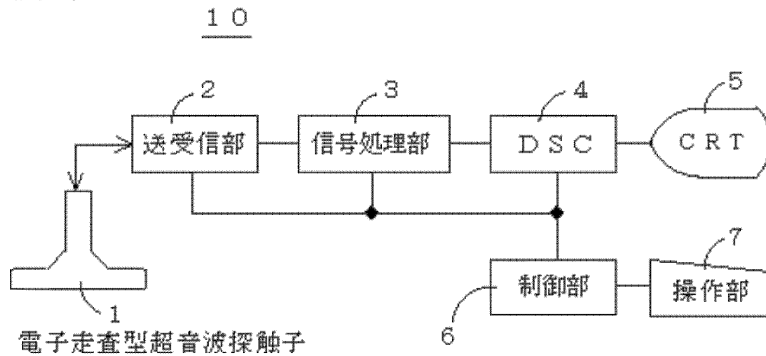 １０
２
３
４
５
送受信部
信号処理部
ＤＳＣ
ＣＲＴ
７
制御部
操作部
６
１
電子走査型超音波探触子